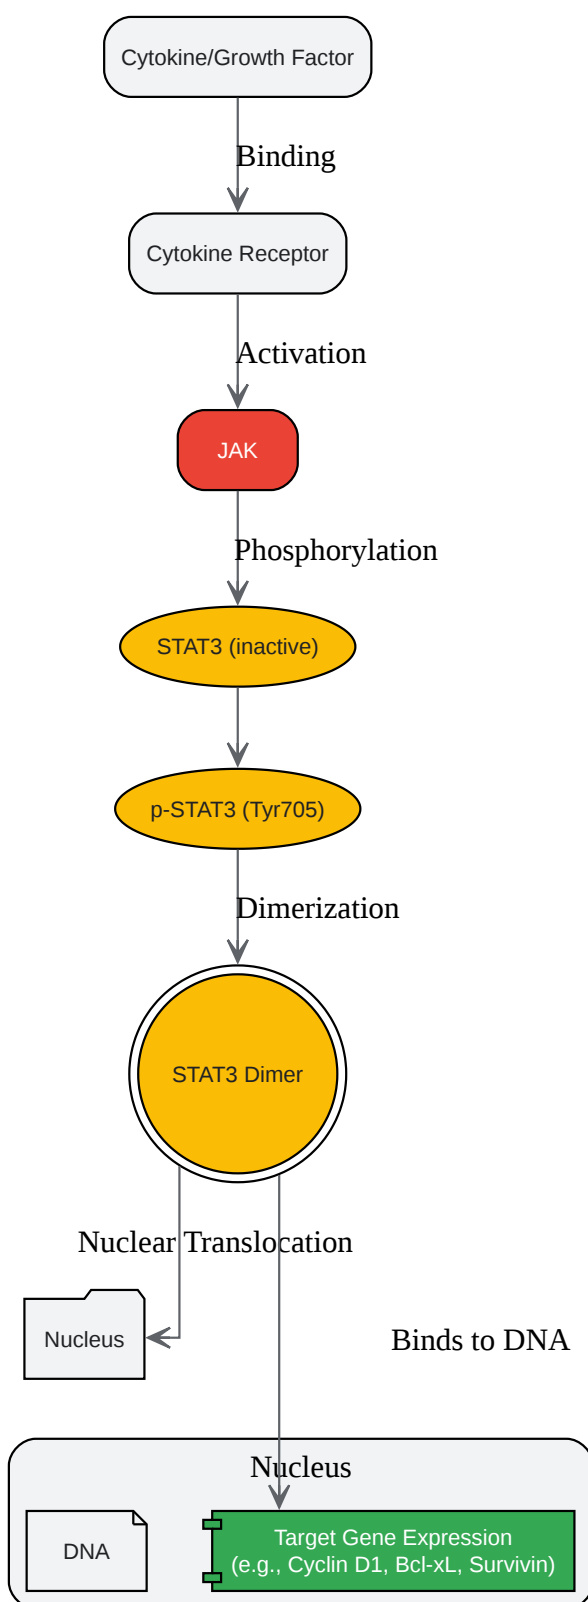 Cytokine/Growth Factor
Binding
Cytokine Receptor
Activation
JAK
Phosphorylation
STAT3 (inactive)
p-STAT3 (Tyr705)
Dimerization
STAT3 Dimer
Nuclear Translocation
Nucleus
Binds to DNA
Nucleus
DNA
Target Gene Expression
(e.g., Cyclin D1, Bcl-xL, Survivin)